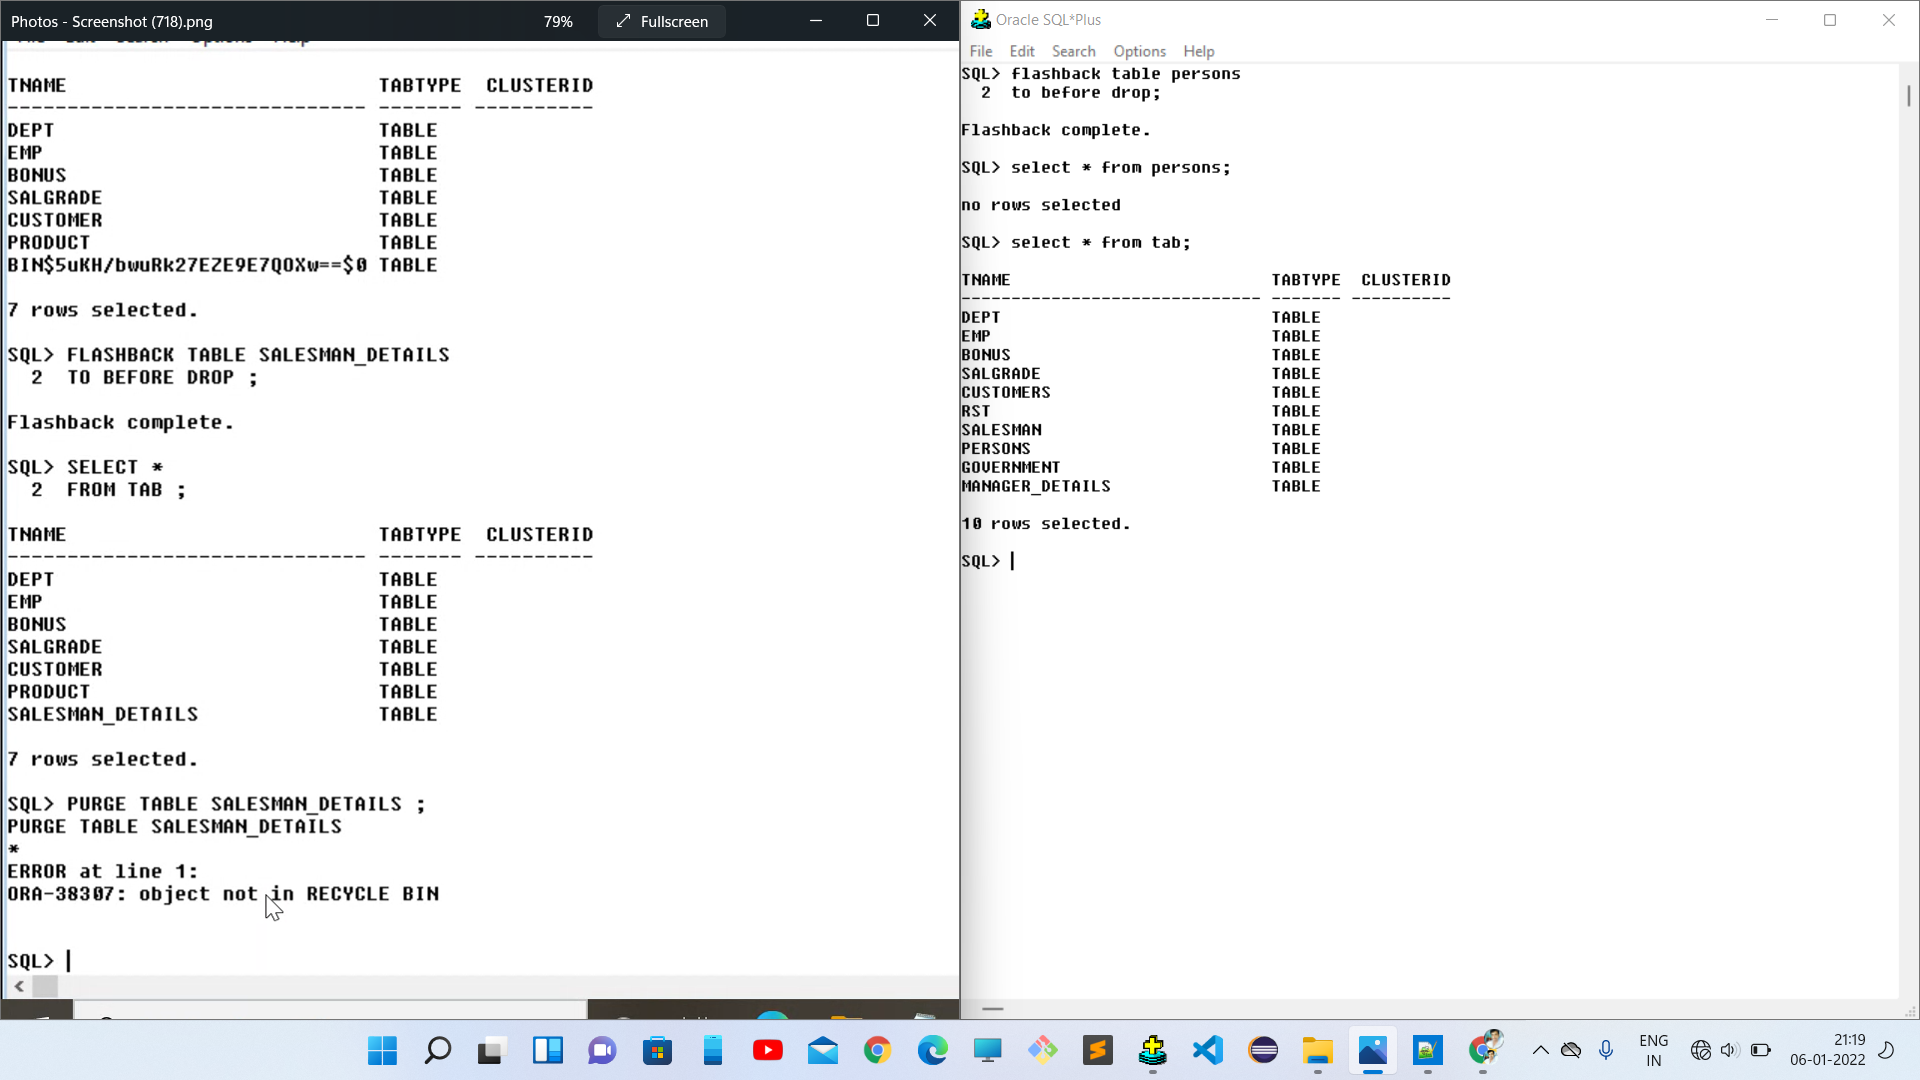 Photos - Screenshot (718).png
79%
Fullscreen
TNAME TABTYPE CLUSTERID
------------------------------ ------- ----------
DEPT TABLE
EMP TABLE
BONUS TABLE
SALGRADE TABLE
CUSTOMER TABLE
PRODUCT TABLE
BIN$5uKH/bwuRk27EZE9E7QOXw==$0 TABLE
7 rows selected.
SQL> FLASHBACK TABLE SALESMAN_DETAILS
2 TO BEFORE DROP ;
Flashback complete.
SQL> SELECT *
2 FROM TAB ;
TNAME TABTYPE CLUSTERID
------------------------------ ------- ----------
DEPT TABLE
EMP TABLE
BONUS TABLE
SALGRADE TABLE
CUSTOMER TABLE
PRODUCT TABLE
SALESMAN_DETAILS TABLE
7 rows selected.
SQL> PURGE TABLE SALESMAN_DETAILS ;
PURGE TABLE SALESMAN_DETAILS
*
ERROR at line 1:
ORA-38307: object not in RECYCLE BIN
SQL>
Oracle SQL*Plus
File Edit Search Options Help
SQL> flashback table persons
2 to before drop;
Flashback complete.
SQL> select * from persons;
no rows selected
SQL> select * from tab;
TNAME TABTYPE CLUSTERID
------------------------------ ------- ----------
DEPT TABLE
EMP TABLE
BONUS TABLE
SALGRADE TABLE
CUSTOMERS TABLE
RST TABLE
SALESMAN TABLE
PERSONS TABLE
GOVERNMENT TABLE
MANAGER_DETAILS TABLE
10 rows selected.
SQL>
ENG
IN
21:19
06-01-2022